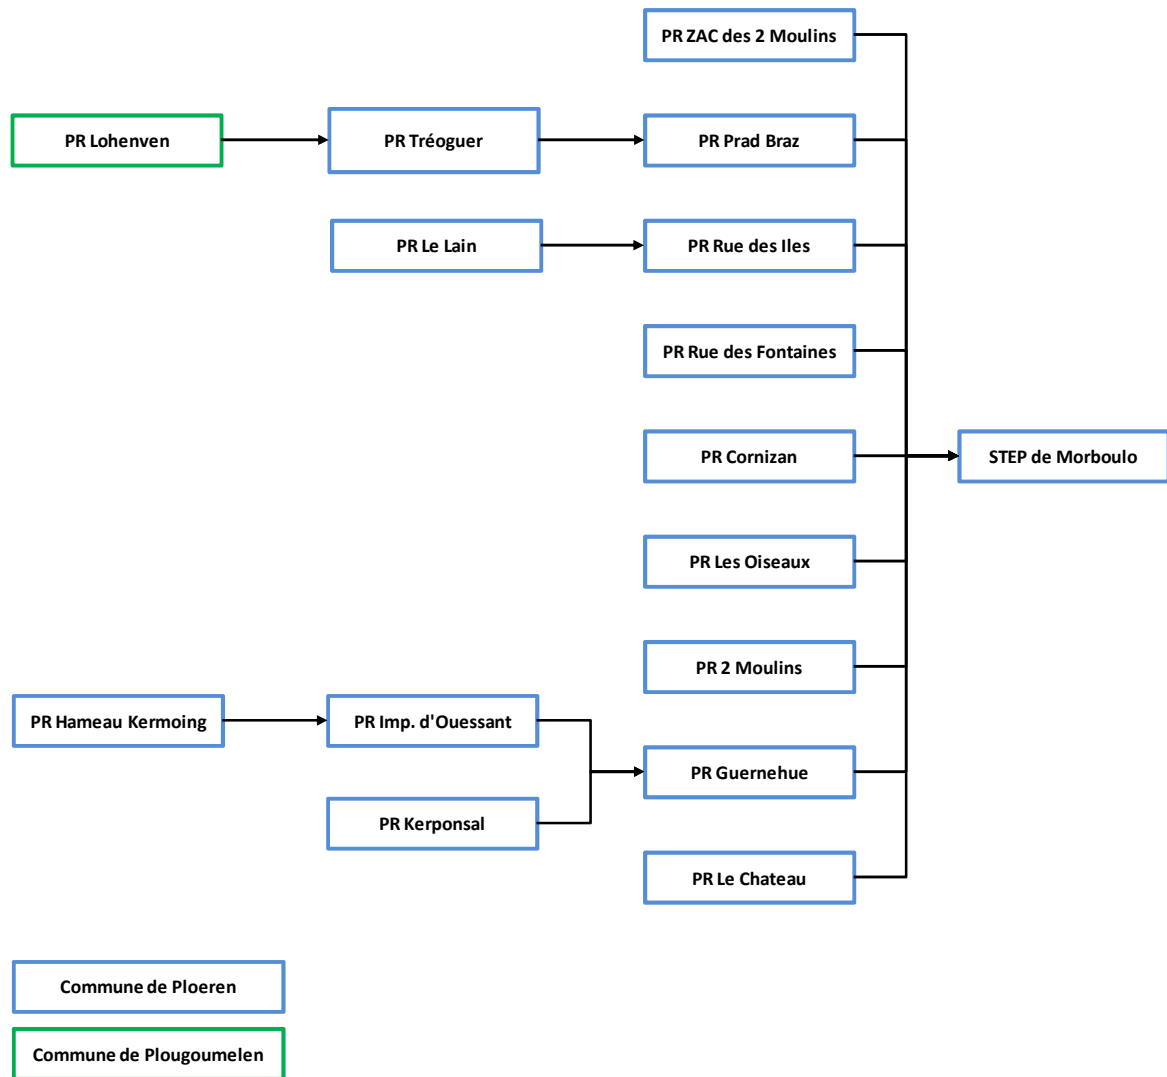 PR ZAC des 2 Moulins
PR Lohenven
PR Tréoguer
PR Prad Braz
PR Le Lain
PR Rue des Iles
PR Rue des Fontaines
PR Cornizan
STEP de Morboulo
PR Les Oiseaux
PR 2 Moulins
PR Hameau Kermoing
PR Imp. d'Ouessant
PR Guernehue
PR Kerponsal
PR Le Chateau
Commune de Ploeren
Commune de Plougoumelen